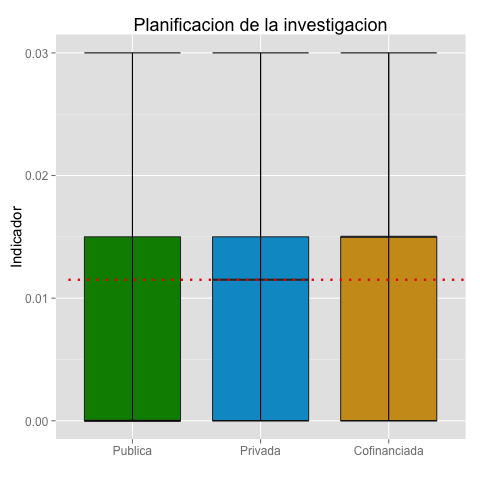 Planificacion de la investigacion
Indicador
0.03
0.02
0.01
0.00
Publica
Privada
Cofinanciada